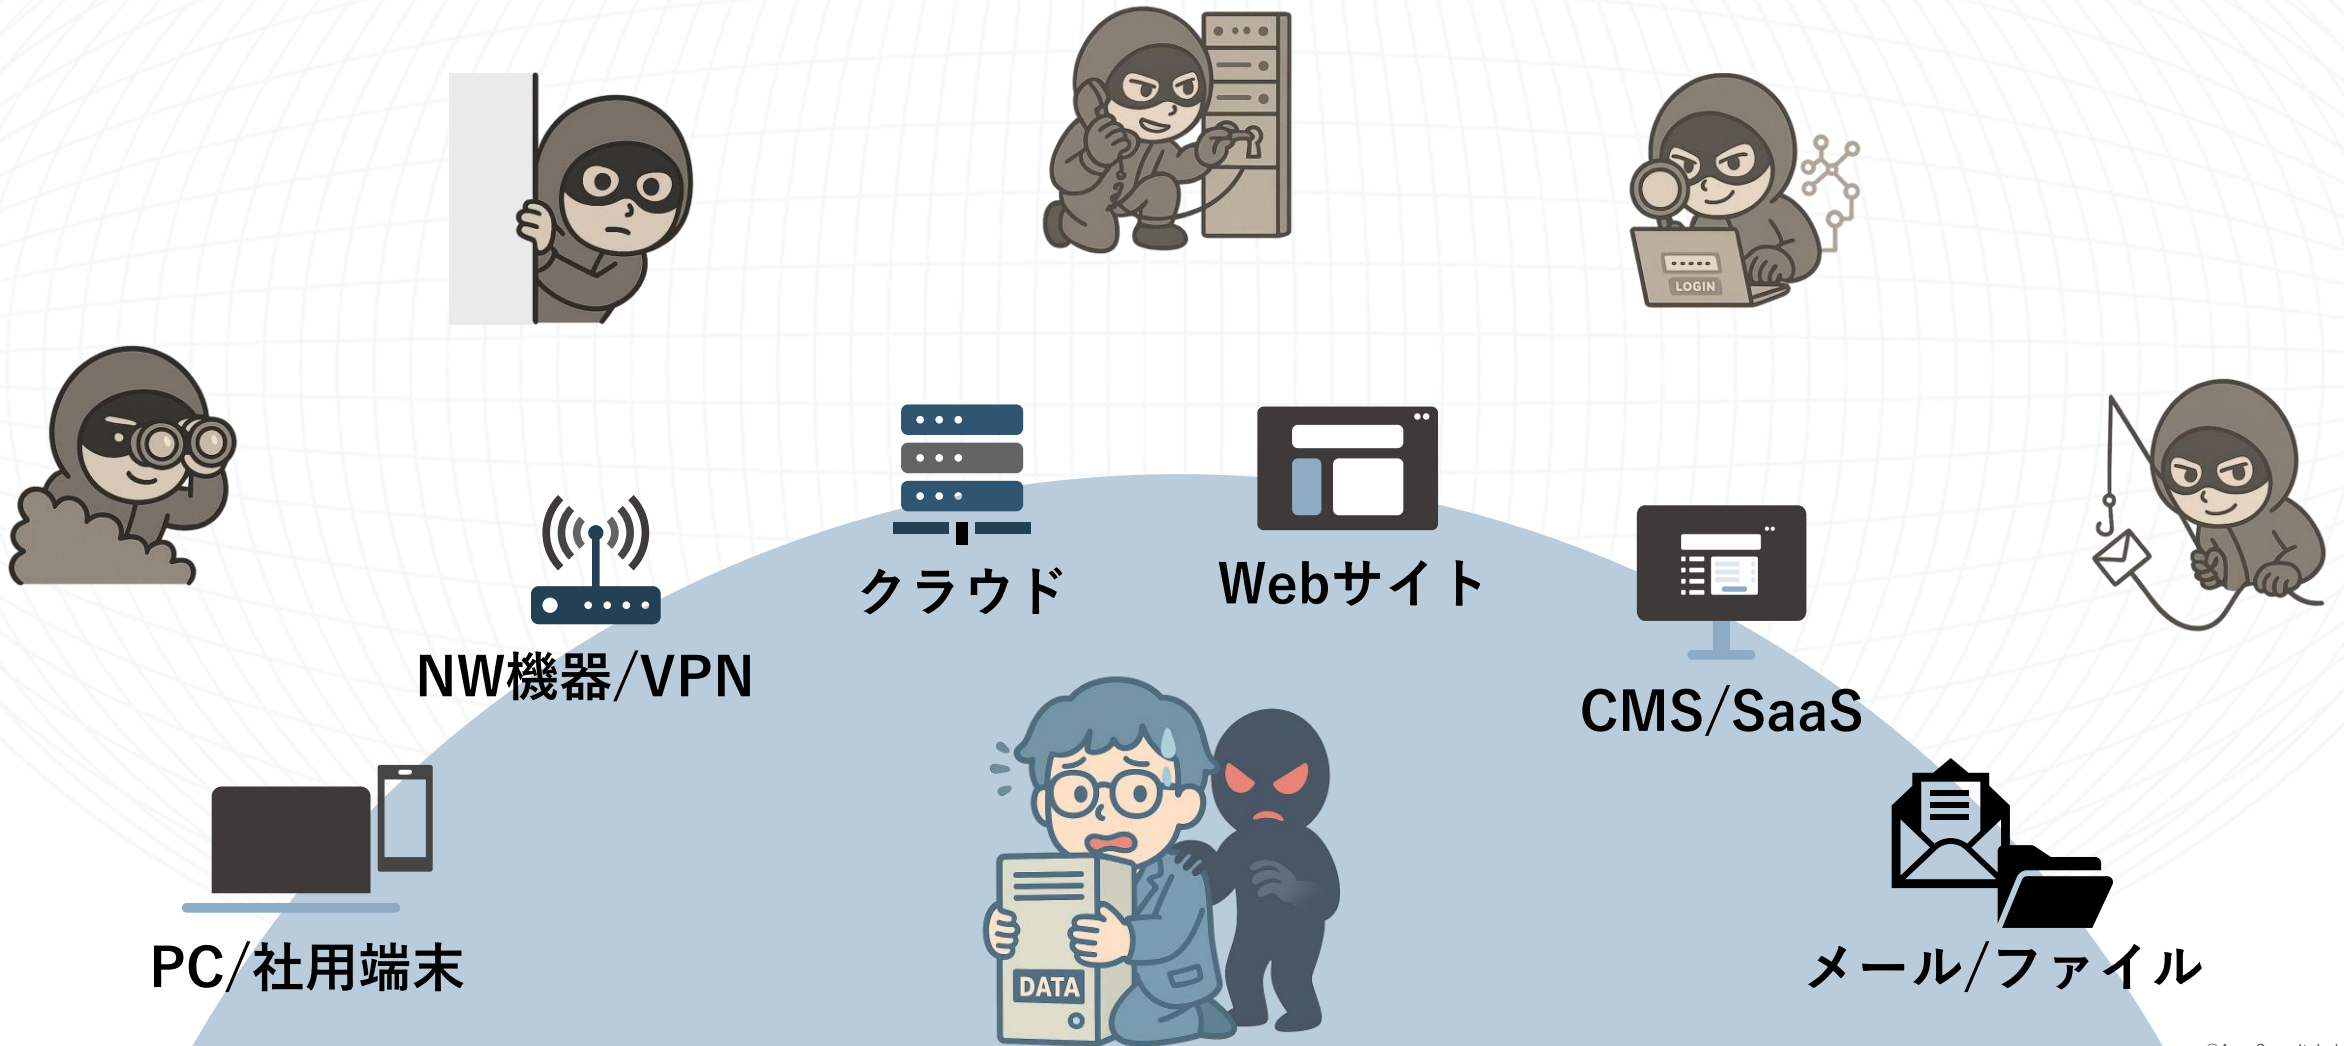 LOGIN
クラウド
Webサイト
NW機器/VPN
CMS/SaaS
PC/社用端末
メール/ファイル
DATA